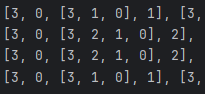 [3, 0, [3, 1, 0], 1], [3,
[3, 0, [3, 2, 1, 0], 2],
[3, 0, [3, 2, 1, 0], 2],
[3, 0, [3, 1, 0], 1], [3,